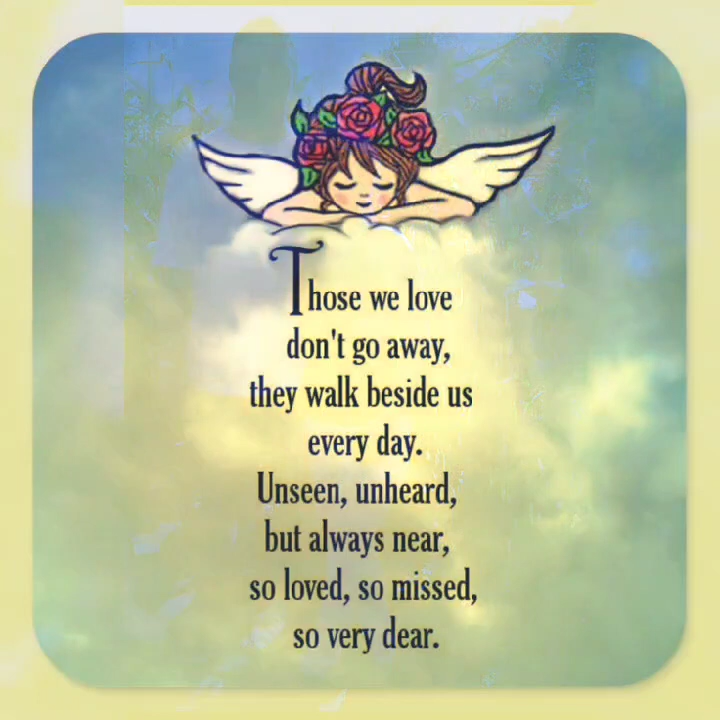 Those we love
don't go away,
they walk beside us
every day.
Unseen, unheard,
but always near,
so loved, so missed,
so very dear.